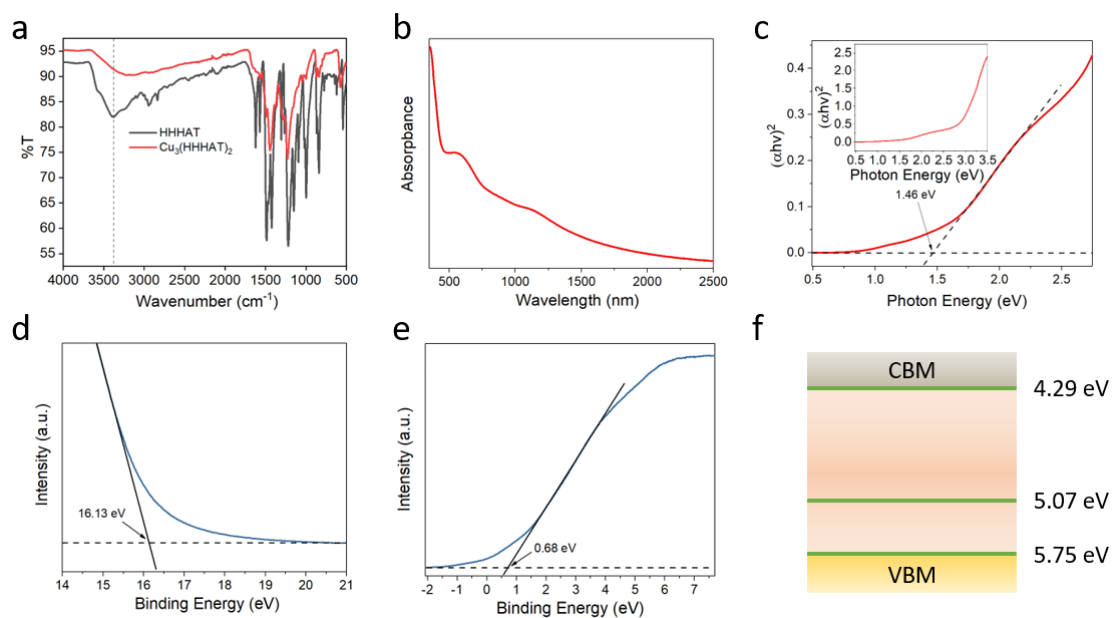 a
95
90
85
80
75
70
65
60
55
%T
HHHAT
Cu3(HHHAT)2
4000 3500 3000 2500 2000 1500 1000 500
Wavenumber (cm-1)
b
Absorpbance
500 1000 1500 2000 2500
Wavelength (nm)
c
0.4
0.3
0.2
0.1
0.0
(αhν)2
2.5
2.0
1.5
1.0
0.5
0.0
(αhν)2
0.5 1.0 1.5 2.0 2.5 3.0 3.5
Photon Energy (eV)
1.46 eV
0.5 1.0 1.5 2.0 2.5
Photon Energy (eV)
d
Intensity (a.u.)
16.13 eV
14 15 16 17 18 19 20 21
Binding Energy (eV)
e
Intensity (a.u.)
0.68 eV
-2 -1 0 1 2 3 4 5 6 7
Binding Energy (eV)
f
CBM
4.29 eV
5.07 eV
5.75 eV
VBM